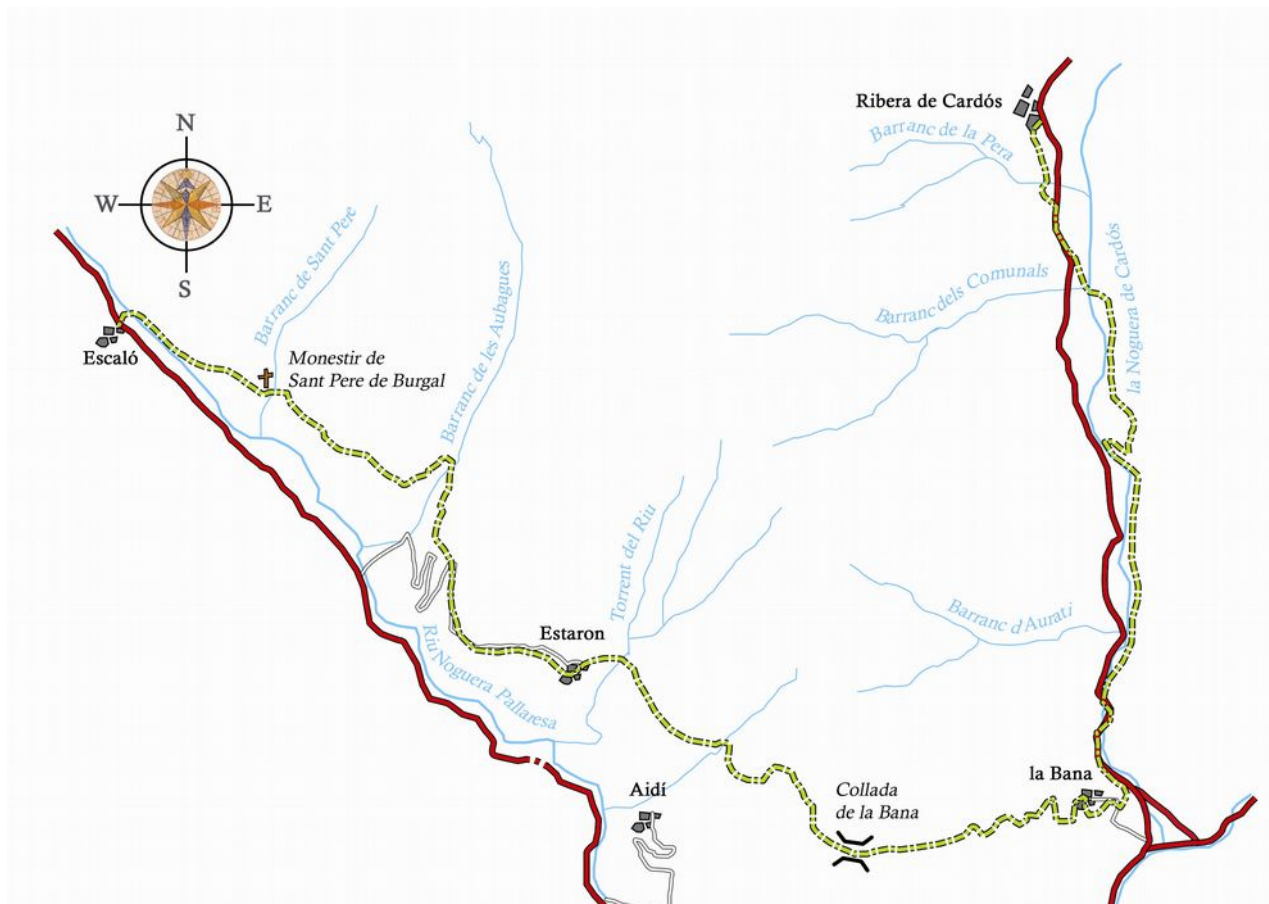 Ribera de Cardós
Barranc de la Pera
N
W
E
S
Barranc de Sant Pere
Barranc de les Aubagues
la Noguera de Cardós
Barranc dels Comunals
Escaló
Monestir de
Sant Pere de Burgal
Torrent del Riu
Estaron
Barranc d'Aurati
Riu Noguera Pallaresa
la Bana
Aidí
Collada
de la Bana